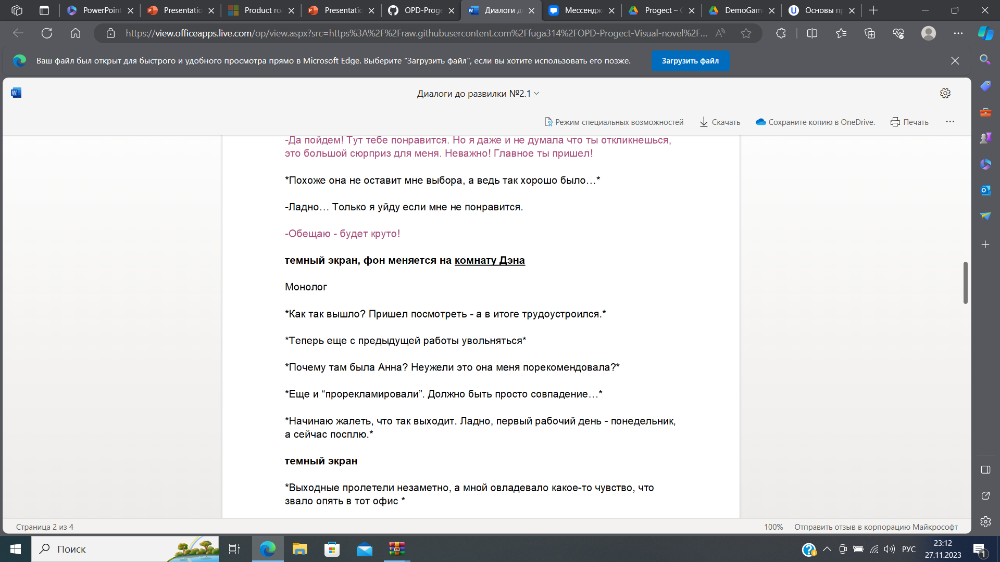 PowerPoint
Presentatio
Product ro
Presentatio
OPD-Proge
Диалоги д
Мессендж
Progect – G
DemoGam
Основы пр
https://view.officeapps.live.com/op/view.aspx?src=https%3A%2F%2Fraw.githubusercontent.com%2Ffuga314%2FOPD-Progect-Visual-novel%2F...
Ваш файл был открыт для быстрого и удобного просмотра прямо в Microsoft Edge. Выберите "Загрузить файл", если вы хотите использовать его позже.
Загрузить файл
Диалоги до развилки №2.1
Режим специальных возможностей
Скачать
Сохраните копию в OneDrive.
Печать
-Да пойдем! Тут тебе понравится. Но я даже и не думала что ты откликнешься,
это большой сюрприз для меня. Неважно! Главное ты пришел!
*Похоже она не оставит мне выбора, а ведь так хорошо было…*
-Ладно… Только я уйду если мне не понравится.
-Обещаю - будет круто!
темный экран, фон меняется на комнату Дэна
Монолог
*Как так вышло? Пришел посмотреть - а в итоге трудоустроился.*
*Теперь еще с предыдущей работы увольняться*
*Почему там была Анна? Неужели это она меня порекомендовала?*
*Еще и “прорекламировали”. Должно быть просто совпадение…*
*Начинаю жалеть, что так выходит. Ладно, первый рабочий день - понедельник,
а сейчас посплю.*
темный экран
*Выходные пролетели незаметно, а мной овладевало какое-то чувство, что
звало опять в тот офис *
Страница 2 из 4
100%
Отправить отзыв в корпорацию Майкрософт
Поиск
РУС
23:12
27.11.2023
1